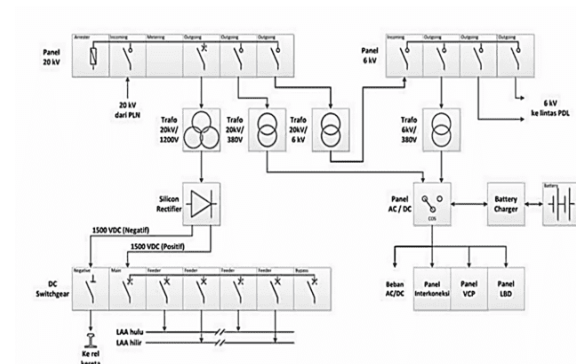 Arrester Incoming Metering Outgoing Outgoing Outgoing
Panel
20 kV
Incoming Outgoing Outgoing Outgoing
Panel
6 kV
20 kV
dari PLN
6 kV
ke lintas PDL
Trafo
20kV/
1200V
Trafo
20kV/
380V
Trafo
20kV/
6 kV
Trafo
6kV/
380V
Silicon
Rectifier
Panel
AC / DC
COS
Battery
Charger
Battery
1500 VDC (Negatif)
1500 VDC (Positif)
Negative Main Feeder Feeder Feeder Feeder Bypass
DC
Switchgear
Beban
AC/DC
Panel
Interkoneksi
Panel
VCP
Panel
LBD
LAA hulu
LAA hilir
Ke rel
kereta